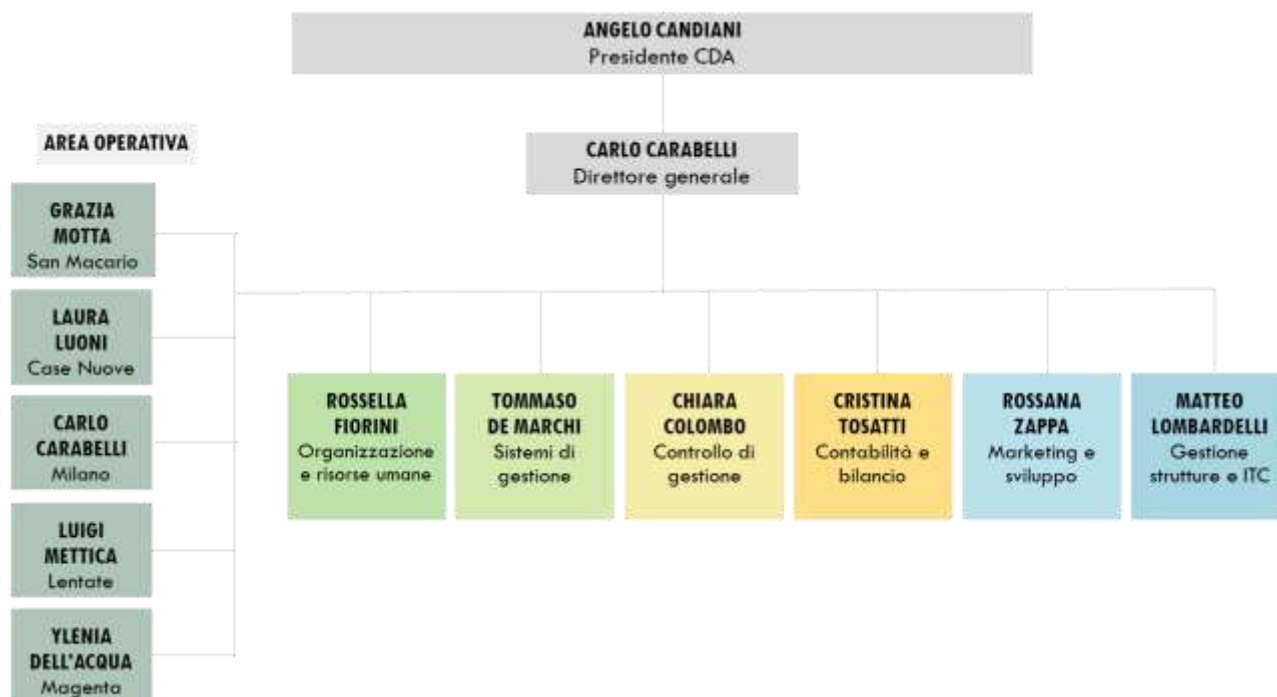 ANGELO CANDIANI
Presidente CDA
AREA OPERATIVA
CARLO CARABELLI
Direttore generale
GRAZIA
MOTTA
San Macario
LAURA
LUONI
Case Nuove
CARLO
CARABELLI
Milano
LUIGI
METTICA
Lentate
YLENIA
DELL'ACQUA
Magenta
ROSSELLA
FIORINI
Organizzazione
e risorse umane
TOMMASO
DE MARCHI
Sistemi di
gestione
CHIARA
COLOMBO
Controllo di
gestione
CRISTINA
TOSATTI
Contabilità e
bilancio
ROSSANA
ZAPPA
Marketing e
sviluppo
MATTEO
LOMBARDELLI
Gestione
strutture e ITC